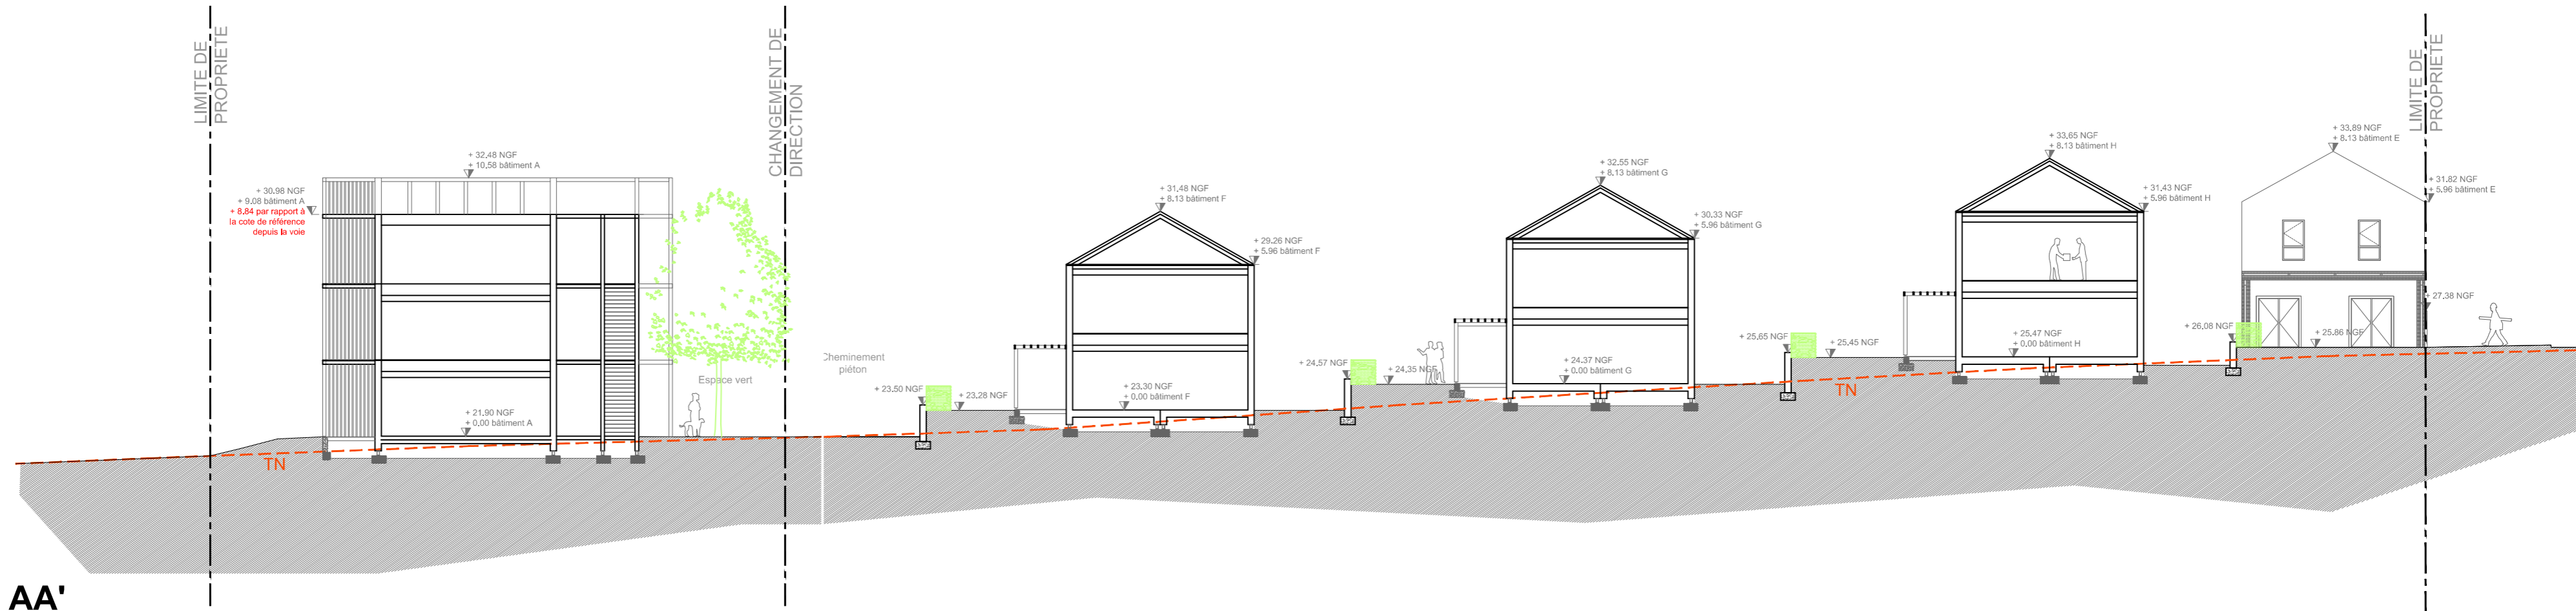 LIMITE DE
PROPRIETE
+ 30,98 NGF
+ 9,08 bâtiment A
+ 8,84 par rapport à
la cote de référence
depuis la voie
+ 32,48 NGF
+ 10,58 bâtiment A
+ 21,90 NGF
+ 0,00 bâtiment A
TN
Espace vert
CHANGEMENT DE
DIRECTION
Cheminement
piéton
+ 23,50 NGF
+ 23,28 NGF
+ 31,48 NGF
+ 8.13 bâtiment F
+ 29,26 NGF
+ 5,96 bâtiment F
+ 23,30 NGF
+ 0,00 bâtiment F
+ 24,57 NGF
+ 24,35 NGF
+ 32.55 NGF
+ 8,13 bâtiment G
+ 30,33 NGF
+ 5,96 bâtiment G
+ 24.37 NGF
+ 0.00 bâtiment G
+ 25,65 NGF
+ 25,45 NGF
TN
+ 33,65 NGF
+ 8.13 bâtiment H
+ 31,43 NGF
+ 5,96 bâtiment H
+ 25,47 NGF
+ 0,00 bâtiment H
+ 26,08 NGF
+ 25.86 NGF
+ 33,89 NGF
+ 8.13 bâtiment E
LIMITE DE
PROPRIETE
+ 31,82 NGF
+ 5.96 bâtiment E
+ 27,38 NGF
AA'